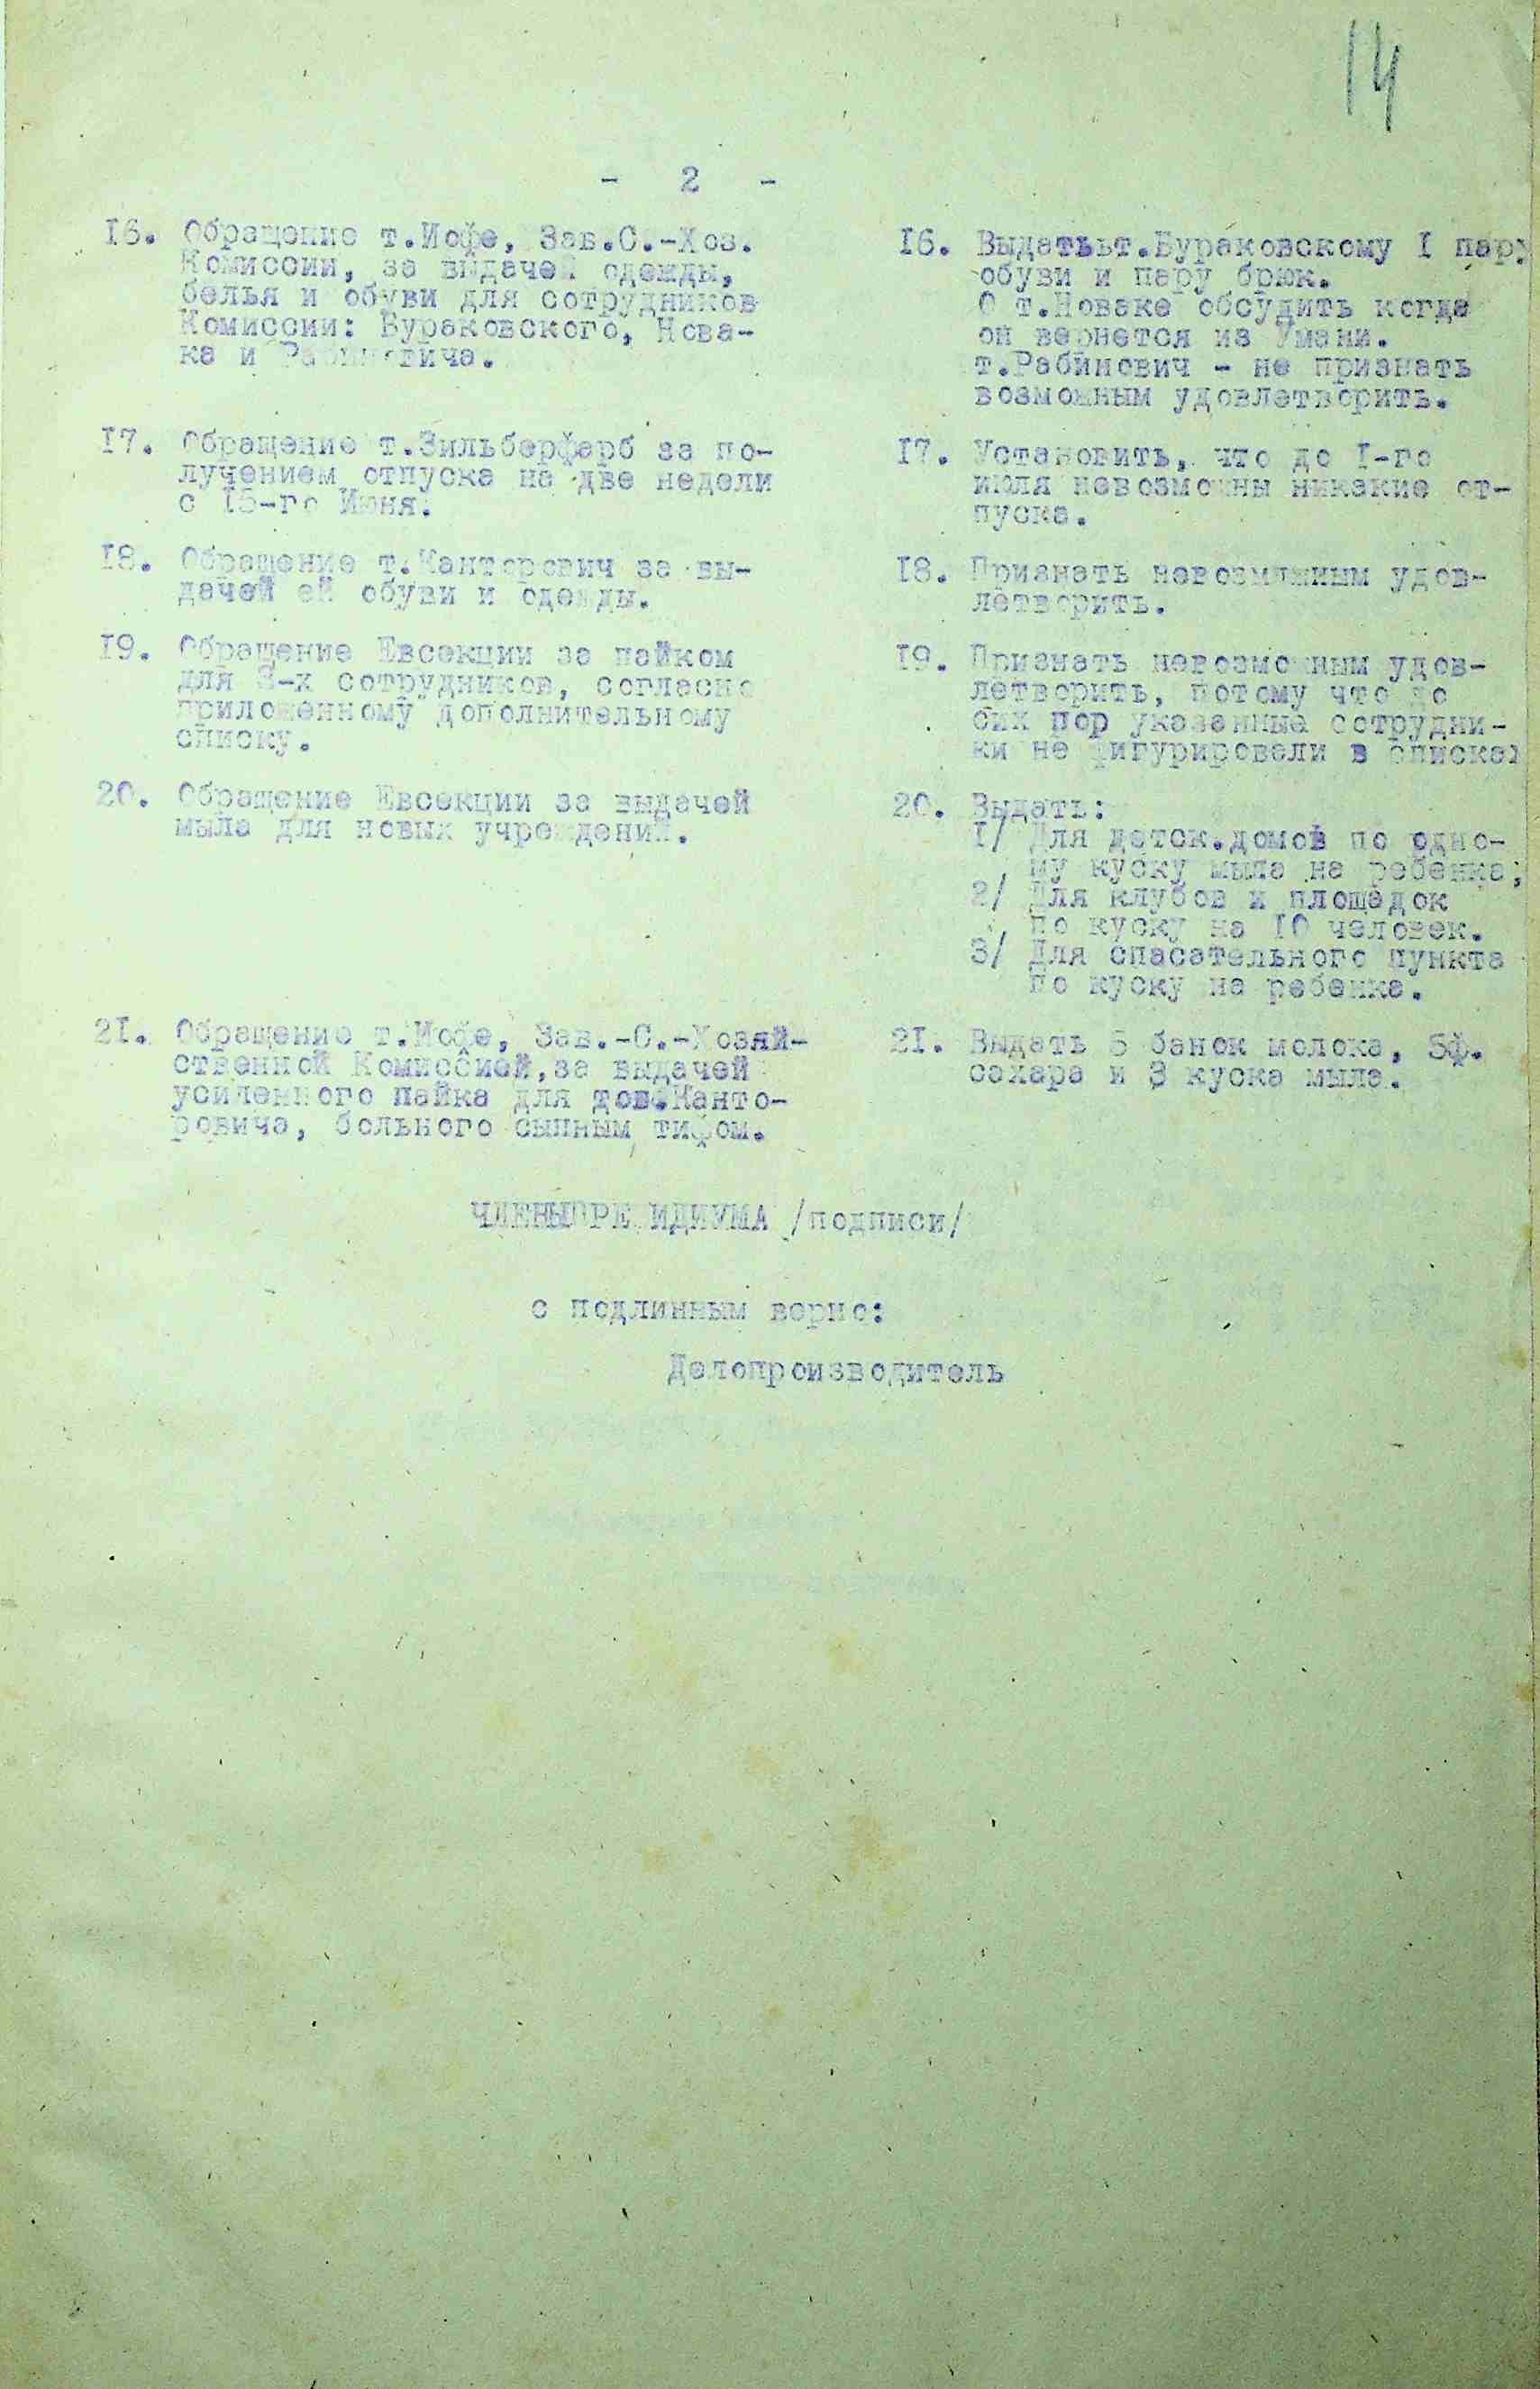 14
- 2 -
16. Обращение т.Иофе, Зав.С.-Хоз.
Комиссии, за выдачей одежды,
белья и обуви для сотрудников
Комиссии: Бураковского, Нова-
ка и Рабиновича.
16. Выдатььт.Бураковскому I пару
обуви и пару брюк.
О т.Новаке обсудить когда
он вернется из Умани.
т.Рабинович - не признать
возможным удовлетворить.
17. Обращение т.Зильберфарб за по-
лучением отпуска на две недели
с 15-го Июня.
17. Установить, что до I-го
июля невозможны никакие от-
пуска.
18. Обращение т.Канторович за вы-
дачей ей обуви и одежды.
18. Признать невозможным удов-
летворить.
19. Обращение Евсекции за пайком
для 3-х сотрудников, согласно
приложенному дополнительному
списку.
19. Признать невозможным удов-
летворить, потому что до
сих пор указанные сотрудни-
ки не фигурировали в списках
20. Обращение Евсекции за выдачей
мыла для новых учреждений.
20. Выдать:
I/ Для детск.домов по одно-
му куску мыла на ребенка;
2/ Для клубов и площадок
по куску на 10 человек.
3/ Для спасательного пункта
по куску на ребенка.
21. Обращение т.Иофе, Зав.-С.-Хозяй-
ственной Комиссией,за выдачей
усиленного пайка для тов.Канто-
ровича, больного сыпным тифом.
21. Выдать 5 банок молока, 5ф.
сахара и 3 куска мыла.
ЧЛЕНЫПРЕЗИДИУМА /подписи/
с подлинным верно:
Делопроизводитель